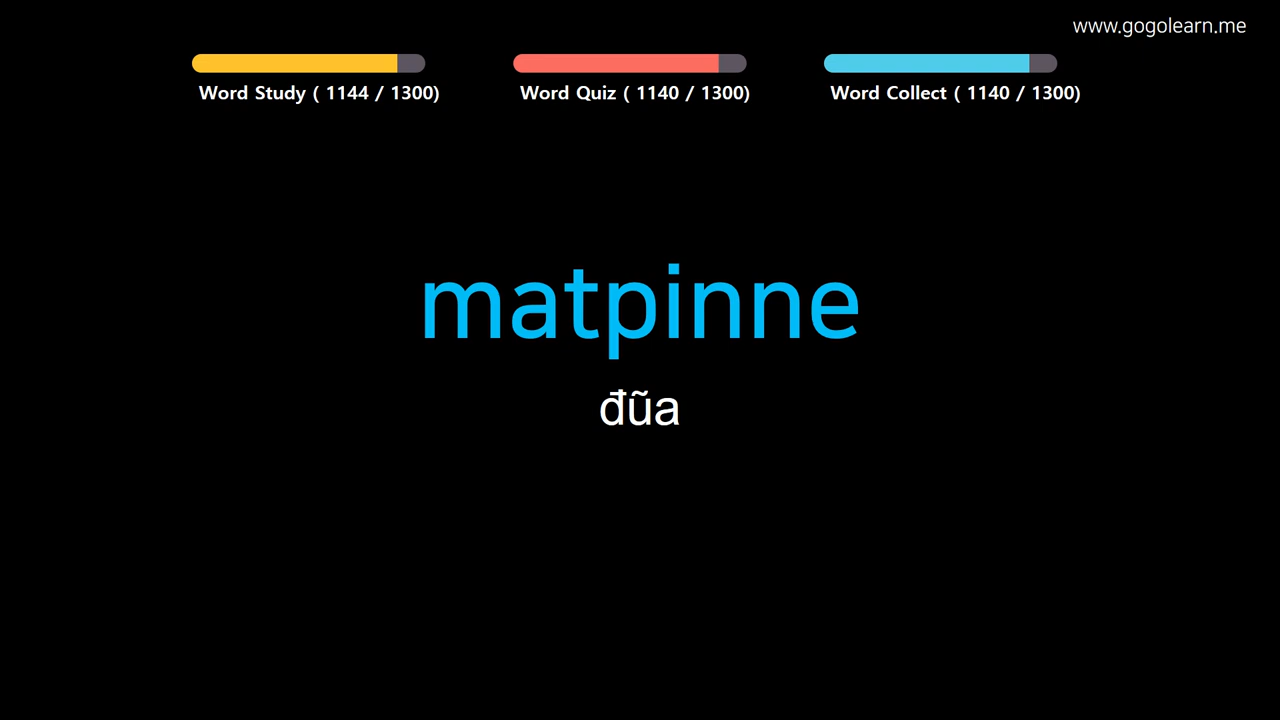 www.gogolearn.me
Word Study ( 1144 / 1300)
Word Quiz ( 1140 / 1300)
Word Collect ( 1140 / 1300)
matpinne
đũa